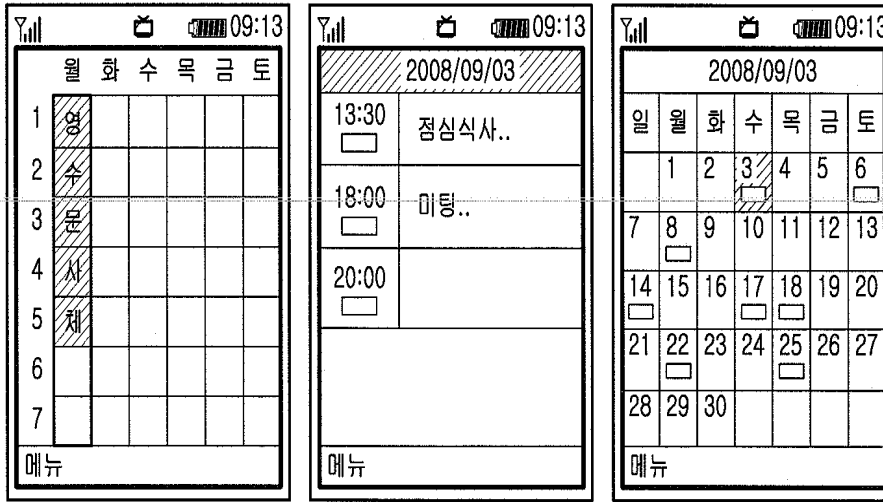 09:13
월 화 수 목 금 토
1 영
2 수
3 문
4 사
5 체
6
7
메뉴
09:13
2008/09/03
13:30 점심식사..
18:00 미팅..
20:00
메뉴
09:13
2008/09/03
일 월 화 수 목 금 토
1 2 3 4 5 6
7 8 9 10 11 12 13
14 15 16 17 18 19 20
21 22 23 24 25 26 27
28 29 30
메뉴